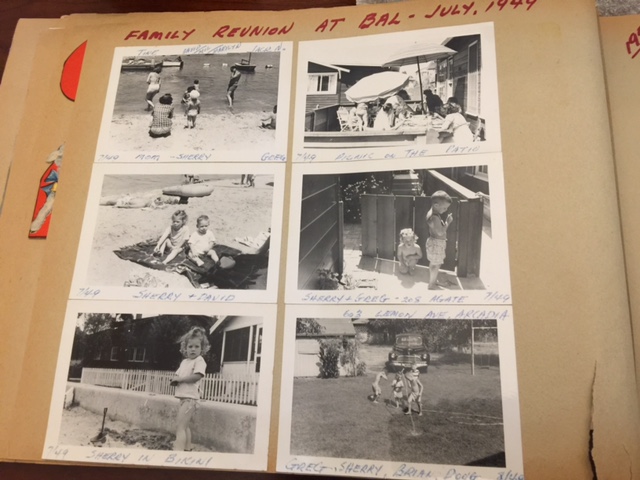 FAMILY REUNION AT BAL - JULY, 1949
7/49 MOM - SHERRY GREG
7/49 PICNIC ON THE PATIO
7/49 SHERRY + DAVID
SHERRY + GREG - 308 AGATE 7/49
7/49 SHERRY IN BIKINI
608 LEMON AVE, ARCADIA
GREG, SHERRY, BRIAN, DOUG